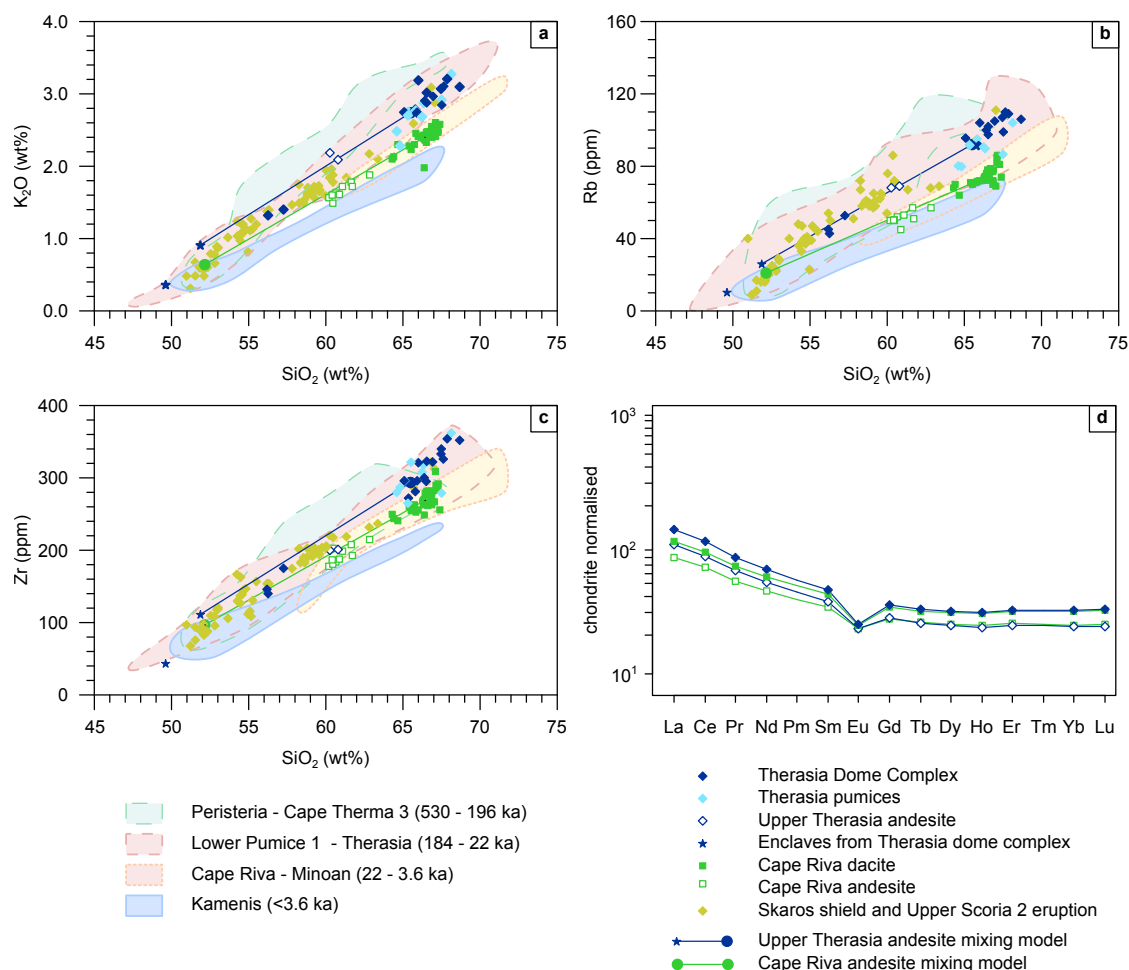 a
4.0
3.0
2.0
1.0
0.0
K2O (wt%)
45 50 55 60 65 70 75
SiO2 (wt%)
b
160
120
80
40
0
Rb (ppm)
45 50 55 60 65 70 75
SiO2 (wt%)
c
400
300
200
100
0
Zr (ppm)
45 50 55 60 65 70 75
SiO2 (wt%)
d
10^3
10^2
10^1
chondrite normalised
La Ce Pr Nd Pm Sm Eu Gd Tb Dy Ho Er Tm Yb Lu
Peristeria - Cape Therma 3 (530 - 196 ka)
Lower Pumice 1 - Therasia (184 - 22 ka)
Cape Riva - Minoan (22 - 3.6 ka)
Kamenis (<3.6 ka)
Therasia Dome Complex
Therasia pumices
Upper Therasia andesite
Enclaves from Therasia dome complex
Cape Riva dacite
Cape Riva andesite
Skaros shield and Upper Scoria 2 eruption
Upper Therasia andesite mixing model
Cape Riva andesite mixing model